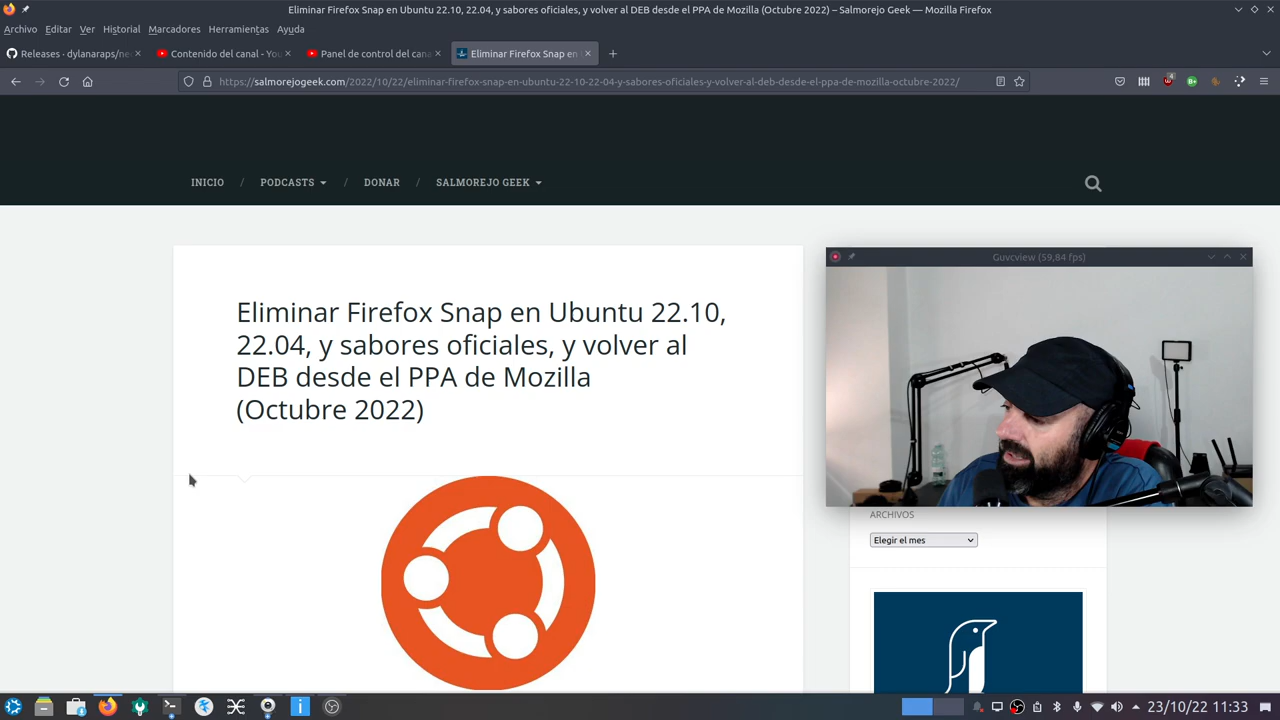 Eliminar Firefox Snap en Ubuntu 22.10, 22.04, y sabores oficiales, y volver al DEB desde el PPA de Mozilla (Octubre 2022) – Salmorejo Geek — Mozilla Firefox
Archivo Editar Ver Historial Marcadores Herramientas Ayuda
Releases · dylanaraps/neo
Contenido del canal - You
Panel de control del cana
Eliminar Firefox Snap en
https://salmorejogeek.com/2022/10/22/eliminar-firefox-snap-en-ubuntu-22-10-22-04-y-sabores-oficiales-y-volver-al-deb-desde-el-ppa-de-mozilla-octubre-2022/
INICIO / PODCASTS / DONAR / SALMOREJO GEEK
Eliminar Firefox Snap en Ubuntu 22.10,
22.04, y sabores oficiales, y volver al
DEB desde el PPA de Mozilla
(Octubre 2022)
Guvcview (59,84 fps)
ARCHIVOS
Elegir el mes
23/10/22 11:33